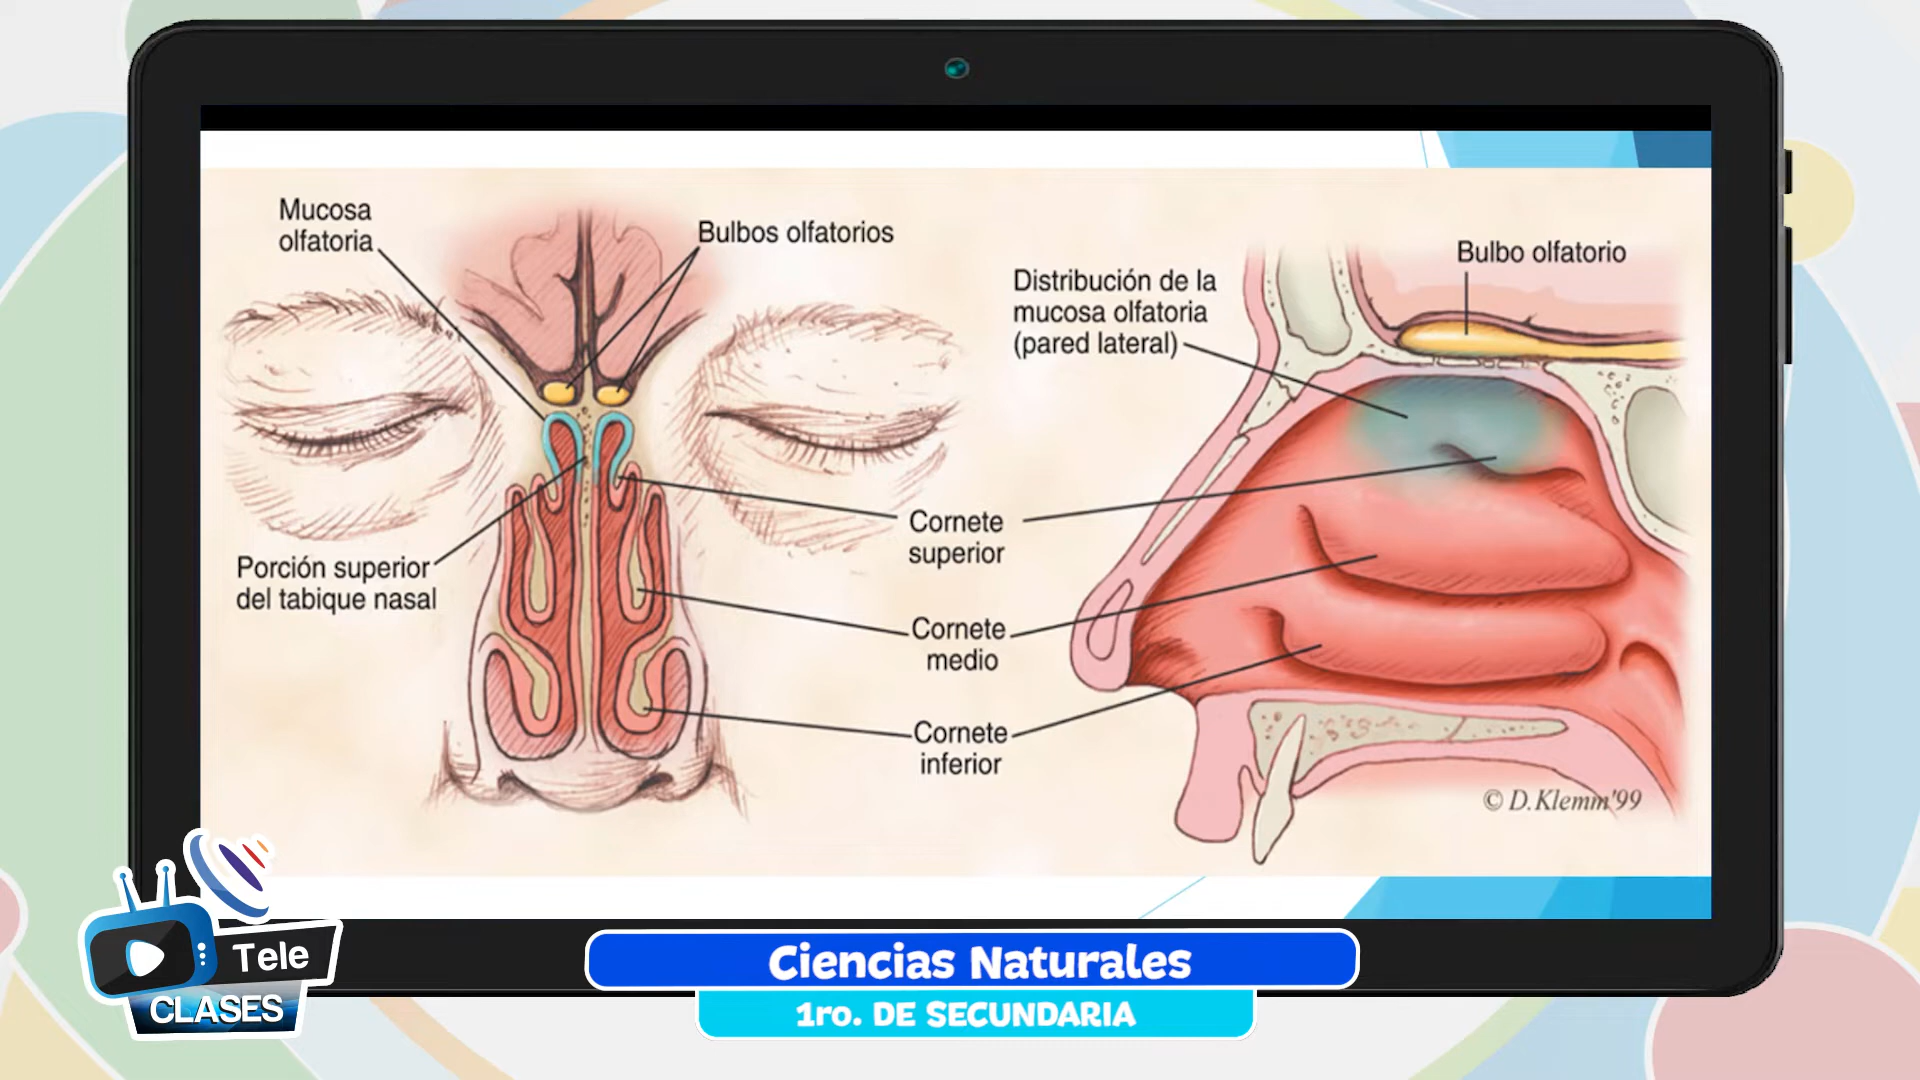 Mucosa
olfatoria
Bulbos olfatorios
Porción superior
del tabique nasal
Distribución de la
mucosa olfatoria
(pared lateral)
Bulbo olfatorio
Cornete
superior
Cornete
medio
Cornete
inferior
© D.Klemm'99
Tele
CLASES
Ciencias Naturales
1ro. DE SECUNDARIA